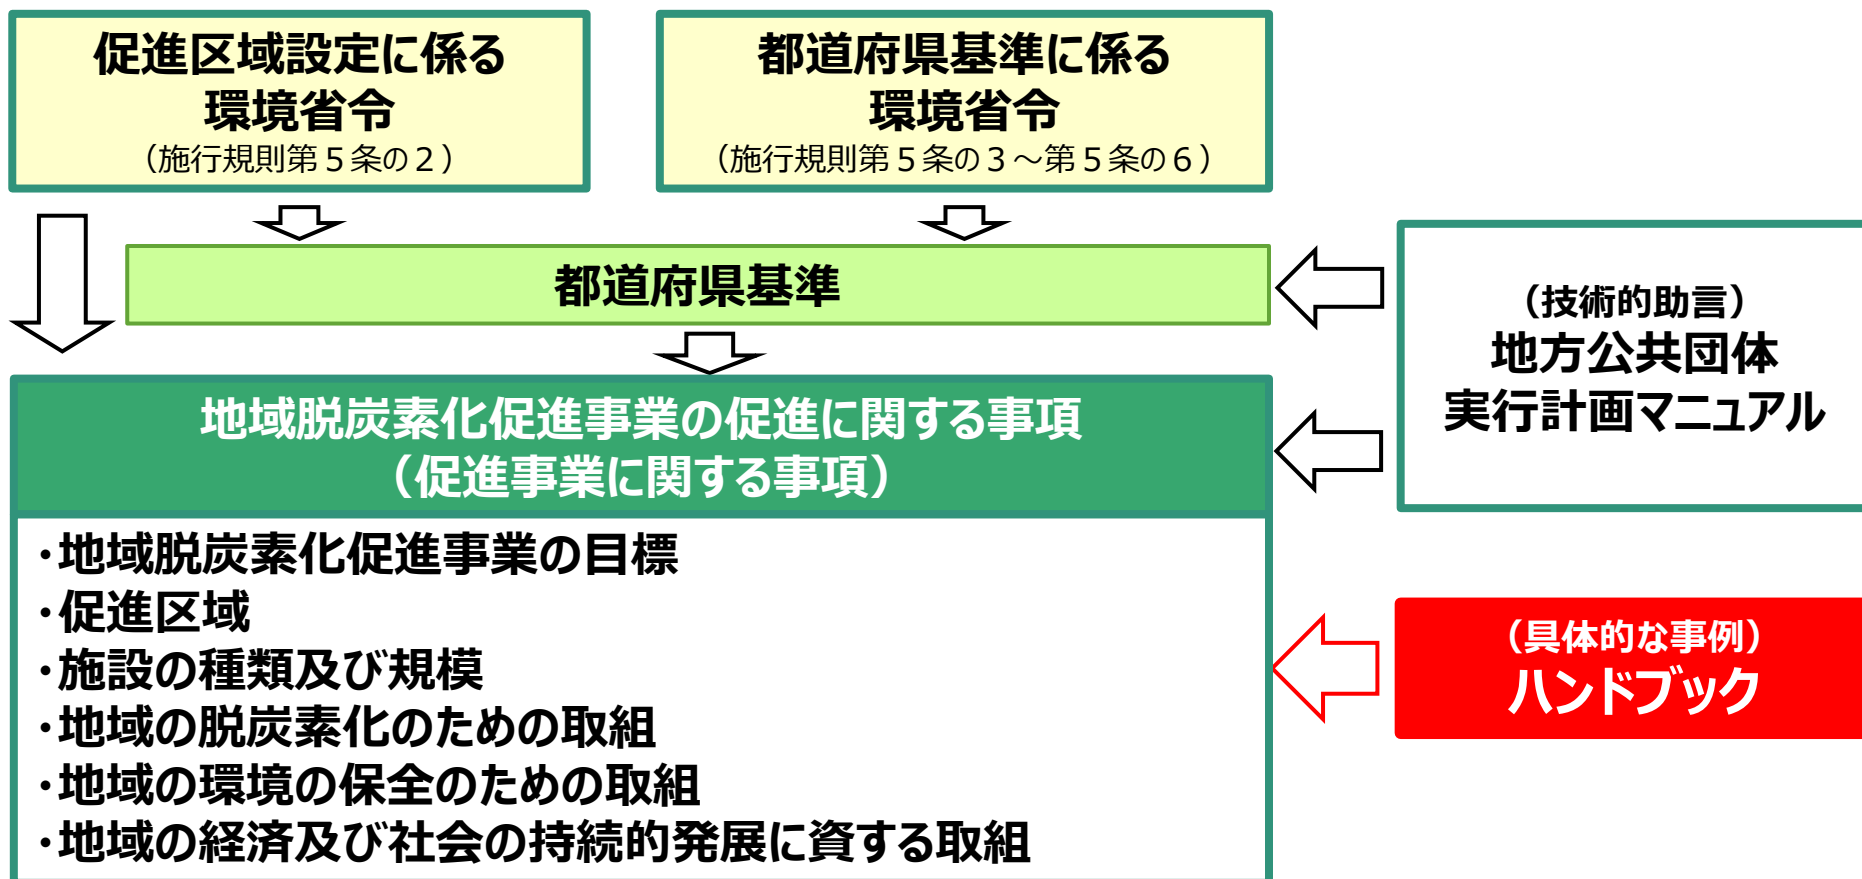 促進区域設定に係る
環境省令
（施行規則第５条の２）
都道府県基準に係る
環境省令
（施行規則第５条の３～第５条の６）
都道府県基準
（技術的助言）
地方公共団体
実行計画マニュアル
地域脱炭素化促進事業の促進に関する事項
（促進事業に関する事項）
・地域脱炭素化促進事業の目標
・促進区域
・施設の種類及び規模
・地域の脱炭素化のための取組
・地域の環境の保全のための取組
・地域の経済及び社会の持続的発展に資する取組
（具体的な事例）
ハンドブック